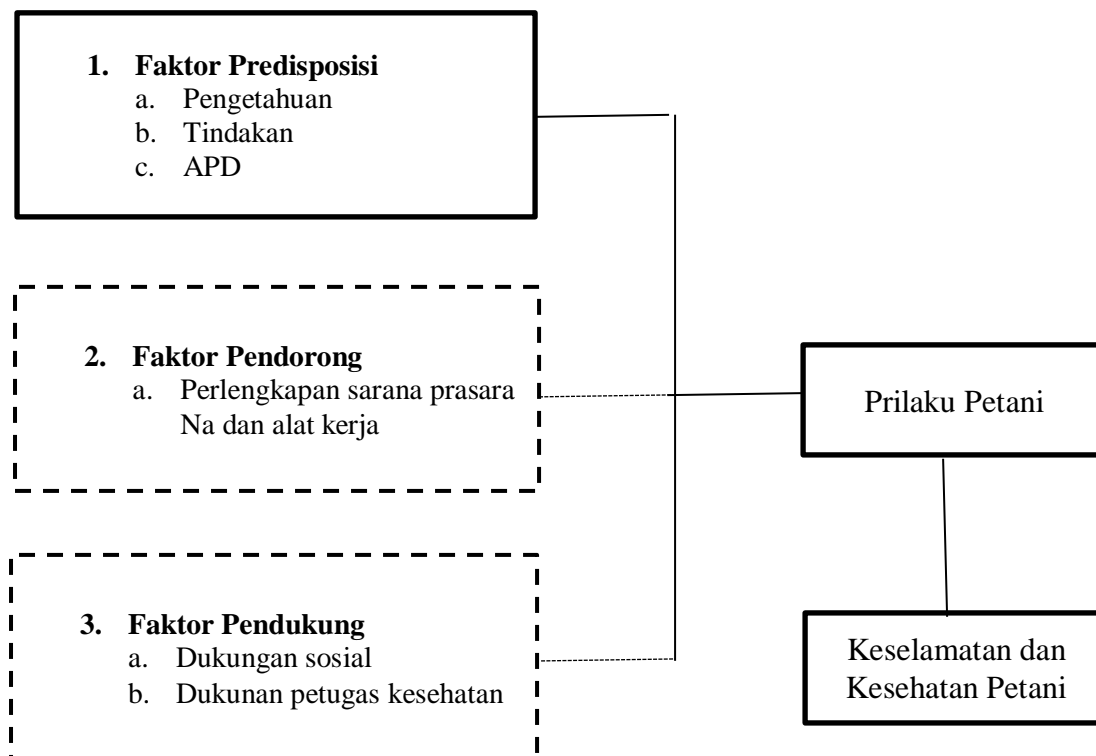 1. Faktor Predisposisi
a. Pengetahuan
b. Tindakan
c. APD
2. Faktor Pendorong
a. Perlengkapan sarana prasara
Na dan alat kerja
3. Faktor Pendukung
a. Dukungan sosial
b. Dukunan petugas kesehatan
Prilaku Petani
Keselamatan dan
Kesehatan Petani